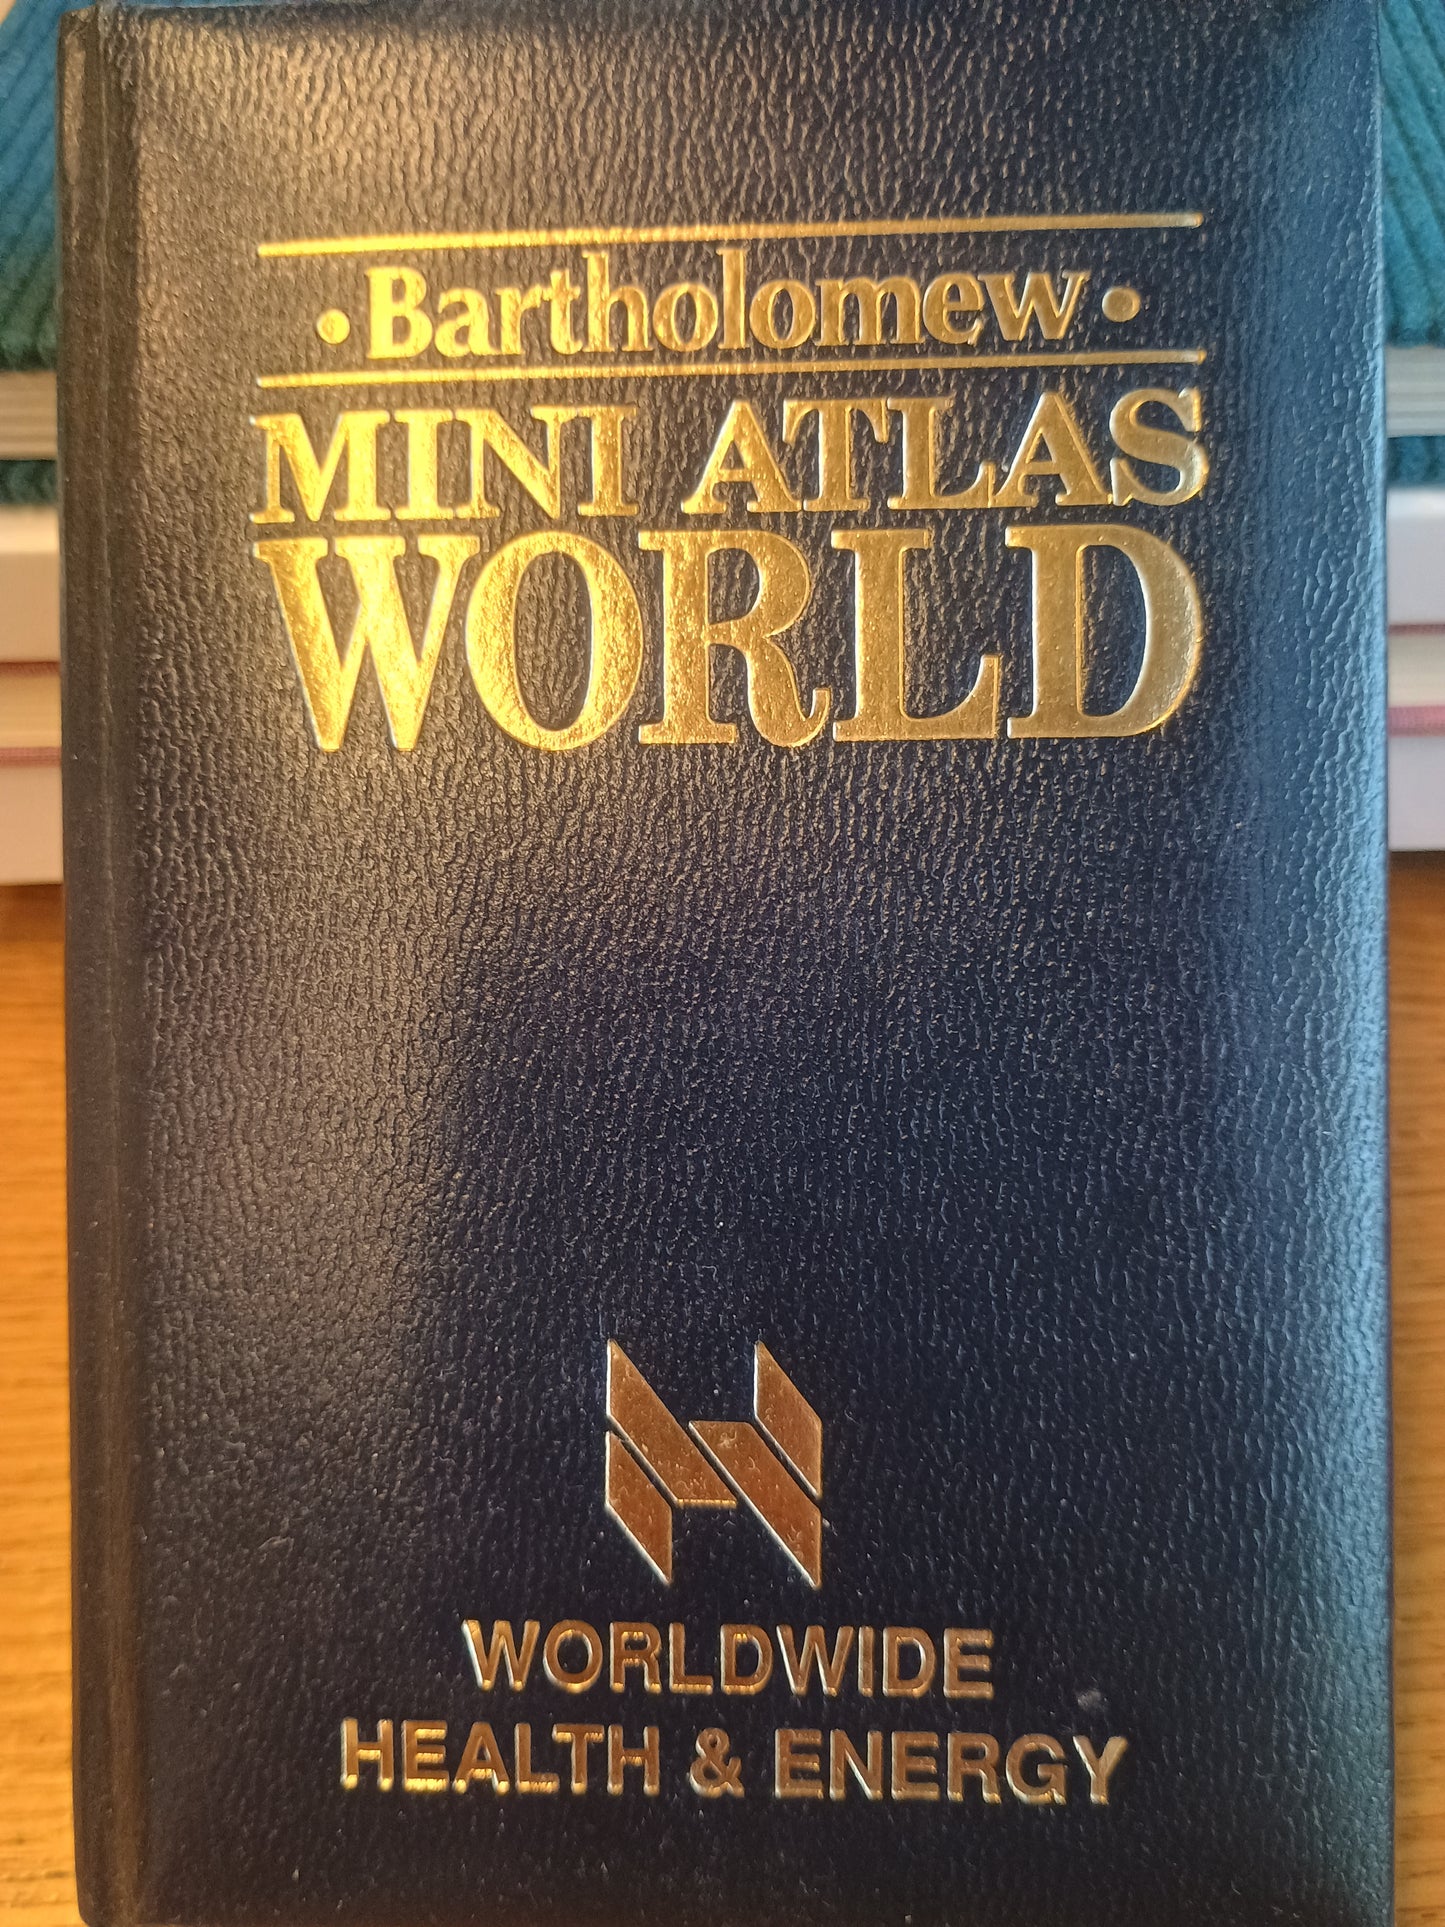 • Bartholomew •
MINI ATLAS
WORLD
WORLDWIDE
HEALTH & ENERGY